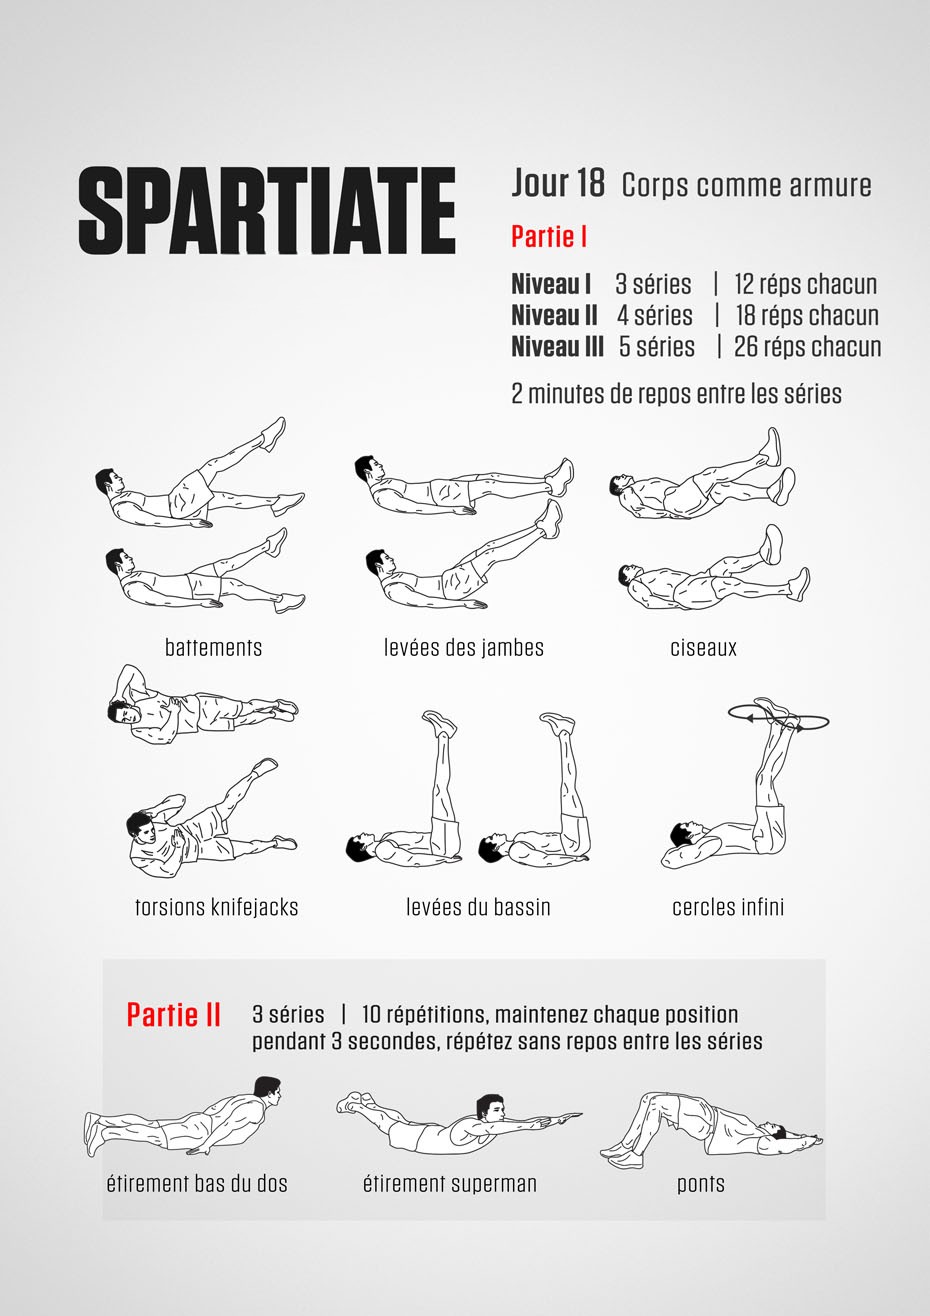 SPARTIATE
Jour 18 Corps comme armure
Partie I
Niveau I 3 séries | 12 réps chacun
Niveau II 4 séries | 18 réps chacun
Niveau III 5 séries | 26 réps chacun
2 minutes de repos entre les séries
battements levées des jambes ciseaux
torsions knifejacks levées du bassin cercles infini
Partie II 3 séries | 10 répétitions, maintenez chaque position
pendant 3 secondes, répétez sans repos entre les séries
étirement bas du dos étirement superman ponts